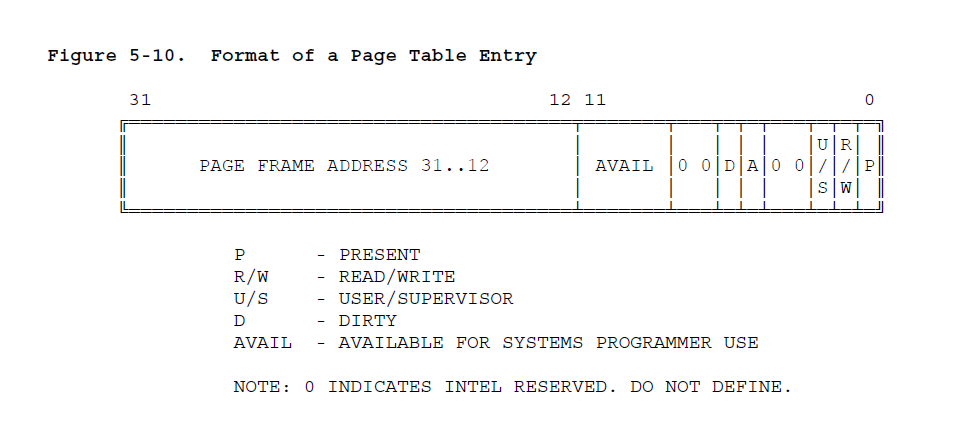 Figure 5-10.  Format of a Page Table Entry
31 12 11 0
PAGE FRAME ADDRESS 31..12 AVAIL 0 0 D A 0 0 U/S R/W P
P - PRESENT
R/W - READ/WRITE
U/S - USER/SUPERVISOR
D - DIRTY
AVAIL - AVAILABLE FOR SYSTEMS PROGRAMMER USE
NOTE: 0 INDICATES INTEL RESERVED. DO NOT DEFINE.